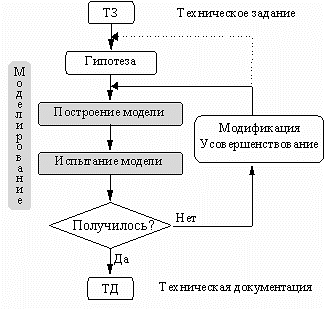 ТЗ
Техническое задание
Гипотеза
Моделирование
Построение модели
Модификация
Усовершенствование
Испытание модели
Получилось?
Нет
Да
ТД
Техническая документация